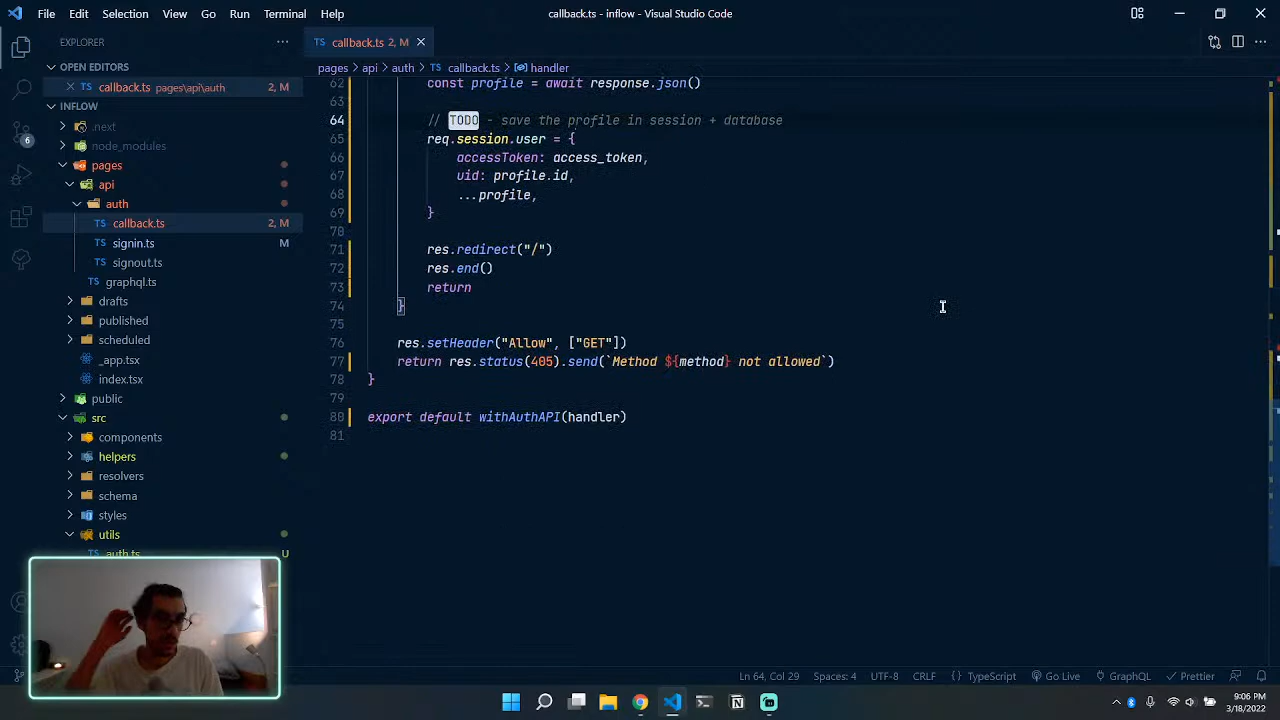 File Edit Selection View Go Run Terminal Help
callback.ts - inflow - Visual Studio Code
EXPLORER
OPEN EDITORS
callback.ts pages\api\auth 2, M
INFLOW
.next
node_modules
pages
api
auth
callback.ts 2, M
signin.ts M
signout.ts
graphql.ts
drafts
published
scheduled
_app.tsx
index.tsx
public
src
components
helpers
resolvers
schema
styles
utils
auth.ts U
6
callback.ts 2, M
pages > api > auth > callback.ts > handler
62 const profile = await response.json()
63
64 // TODO - save the profile in session + database
65 req.session.user = {
66 accessToken: access_token,
67 uid: profile.id,
68 ...profile,
69 }
70
71 res.redirect("/")
72 res.end()
73 return
74 }
75
76 res.setHeader("Allow", ["GET"])
77 return res.status(405).send(`Method ${method} not allowed`)
78 }
79
80 export default withAuthAPI(handler)
81
Ln 64, Col 29 Spaces: 4 UTF-8 CRLF {} TypeScript Go Live GraphQL Prettier
9:06 PM
3/18/2022